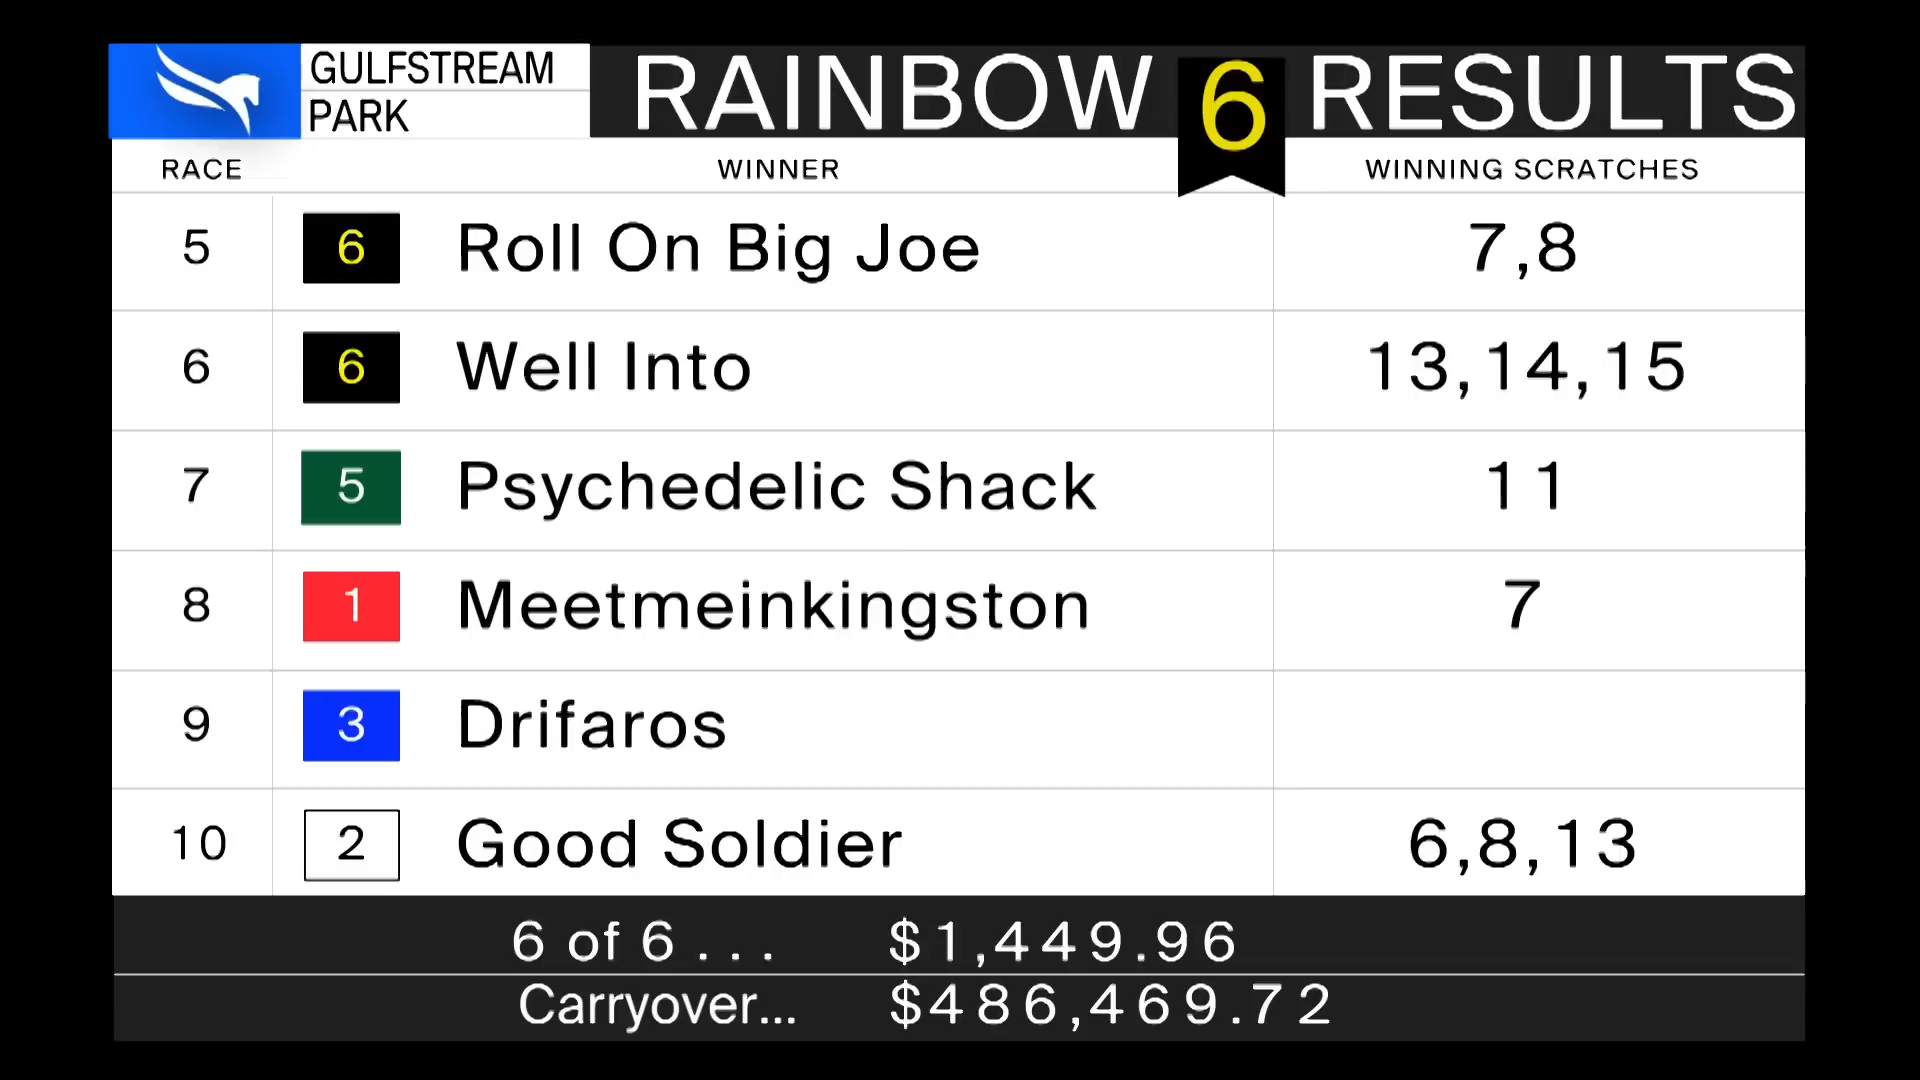 GULFSTREAM
PARK
RAINBOW 6 RESULTS
RACE WINNER WINNING SCRATCHES
5 6 Roll On Big Joe 7,8
6 6 Well Into 13,14,15
7 5 Psychedelic Shack 11
8 1 Meetmeinkingston 7
9 3 Drifaros
10 2 Good Soldier 6,8,13
6 of 6 ... $1,449.96
Carryover... $486,469.72